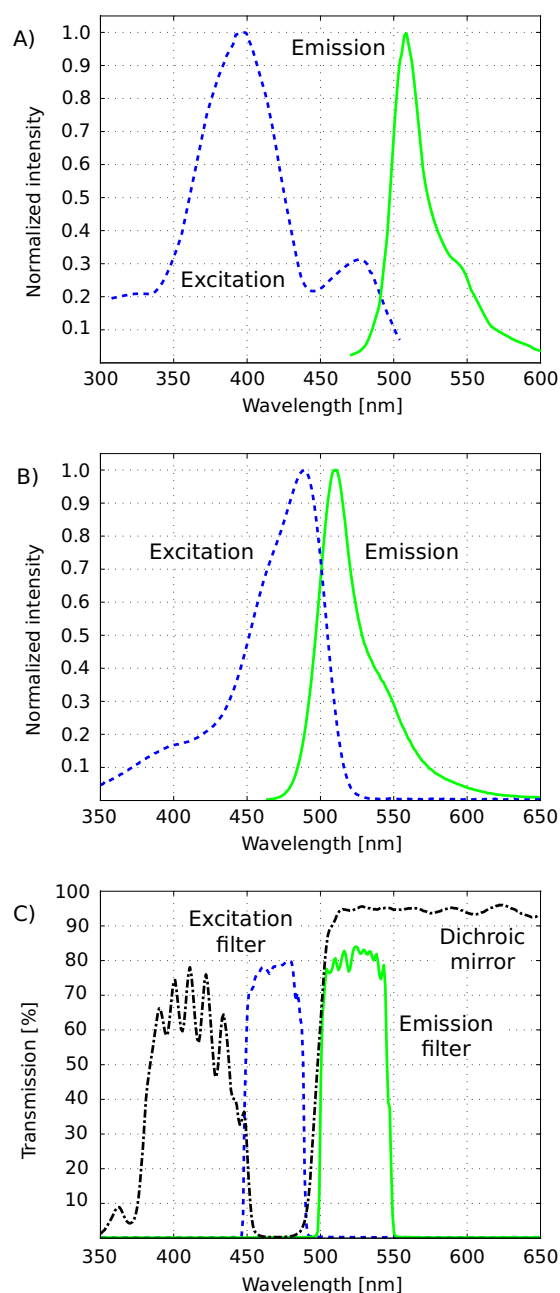 A)
Normalized intensity
1.0
0.9
0.8
0.7
0.6
0.5
0.4
0.3
0.2
0.1
Emission
Excitation
300 350 400 450 500 550 600
Wavelength [nm]
B)
Normalized intensity
1.0
0.9
0.8
0.7
0.6
0.5
0.4
0.3
0.2
0.1
Excitation Emission
350 400 450 500 550 600 650
Wavelength [nm]
C)
Transmission [%]
100
90
80
70
60
50
40
30
20
10
Excitation
filter
Dichroic
mirror
Emission
filter
350 400 450 500 550 600 650
Wavelength [nm]